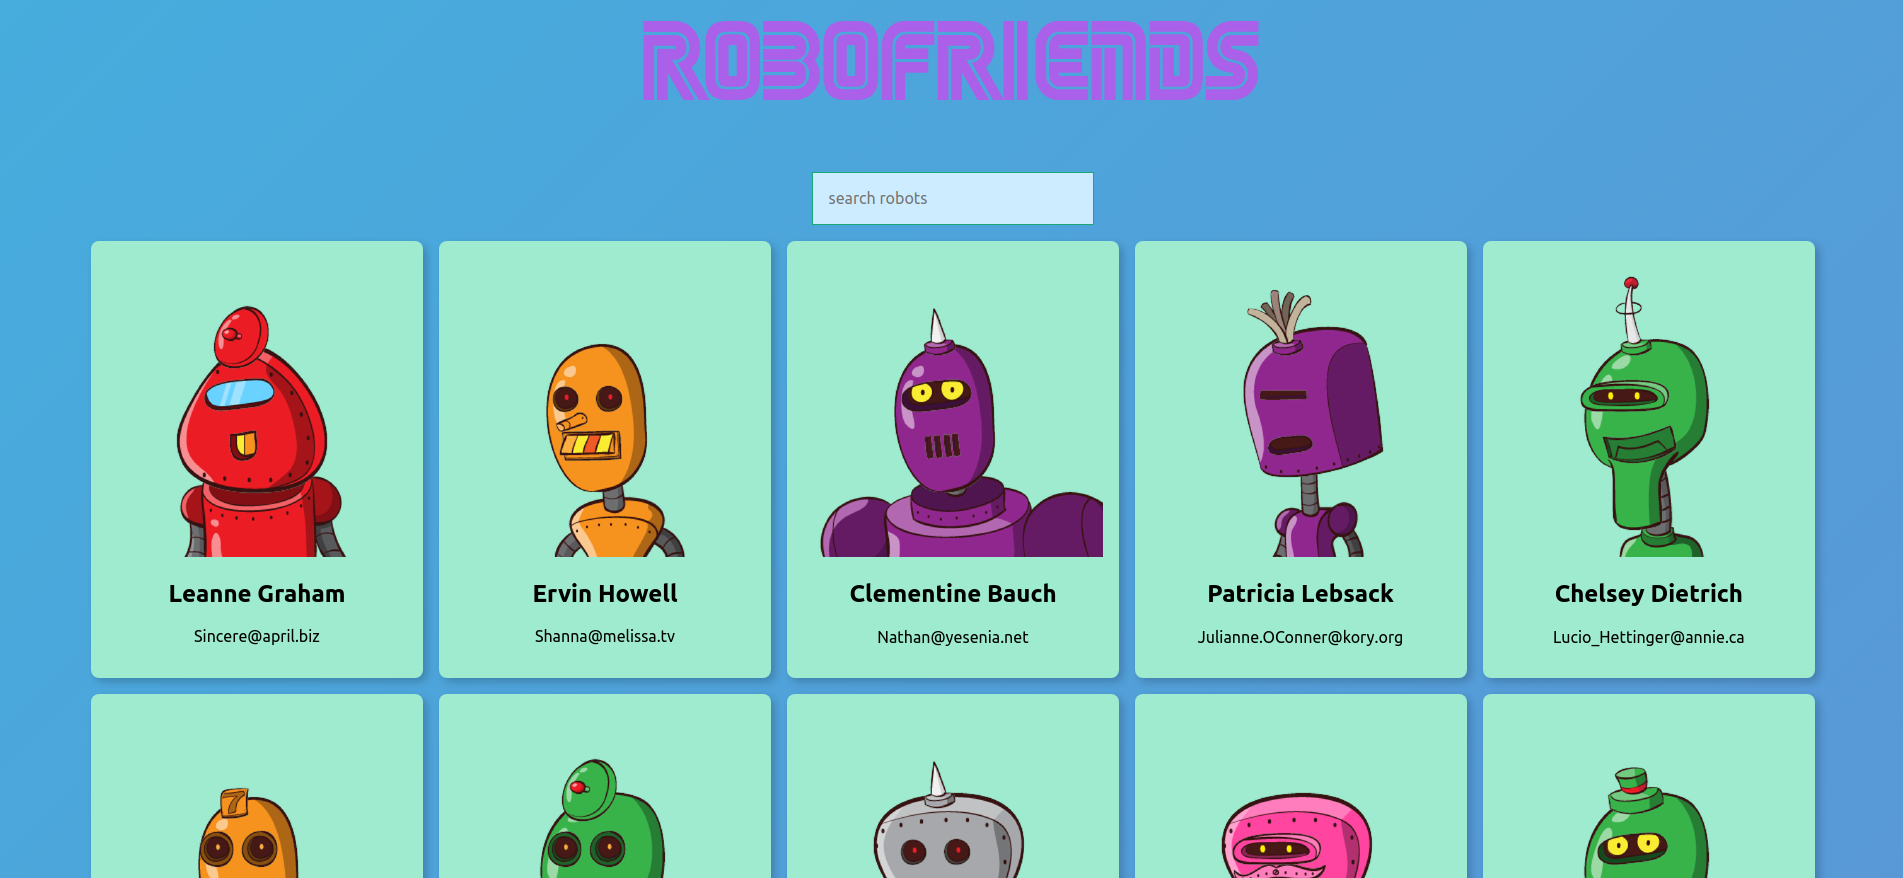 ROBOFRIENDS
search robots
Leanne Graham
Sincere@april.biz
Ervin Howell
Shanna@melissa.tv
Clementine Bauch
Nathan@yesenia.net
Patricia Lebsack
Julianne.OConner@kory.org
Chelsey Dietrich
Lucio_Hettinger@annie.ca
7